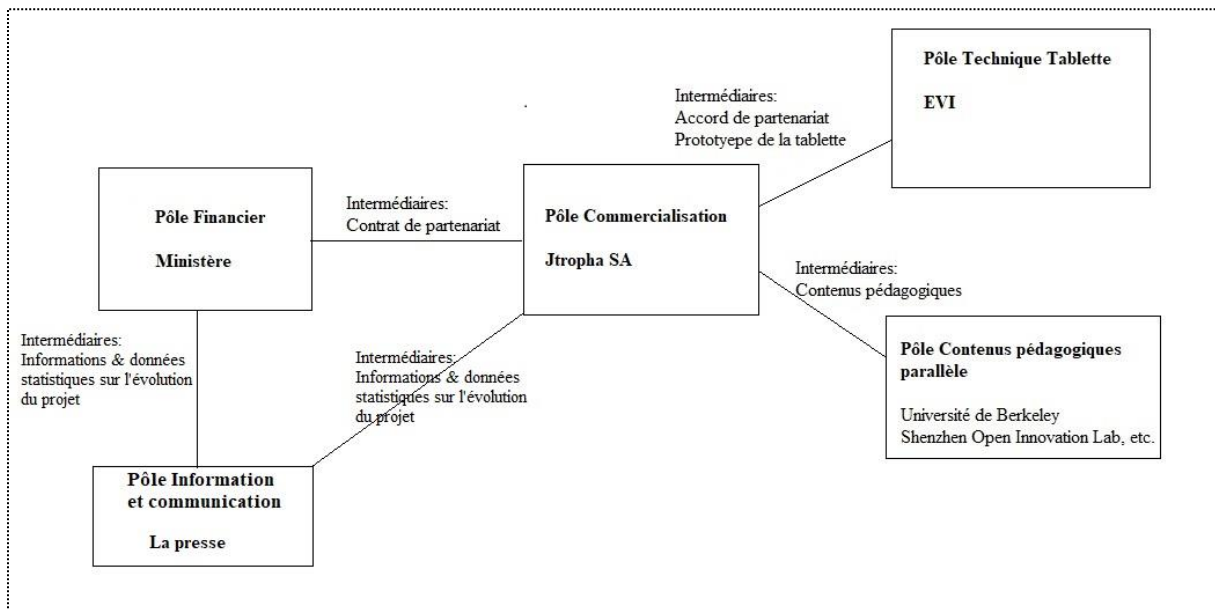 Pôle Technique Tablette
EVI
Intermédiaires:
Accord de partenariat
Prototyepe de la tablette
Pôle Financier
Ministère
Intermédiaires:
Contrat de partenariat
Pôle Commercialisation
Jtropha SA
Intermédiaires:
Contenus pédagogiques
Intermédiaires:
Informations & données
statistiques sur l'évolution
du projet
Intermédiaires:
Informations & données
statistiques sur l'évolution
du projet
Pôle Contenus pédagogiques
parallèle
Université de Berkeley
Shenzhen Open Innovation Lab, etc.
Pôle Information
et communication
La presse